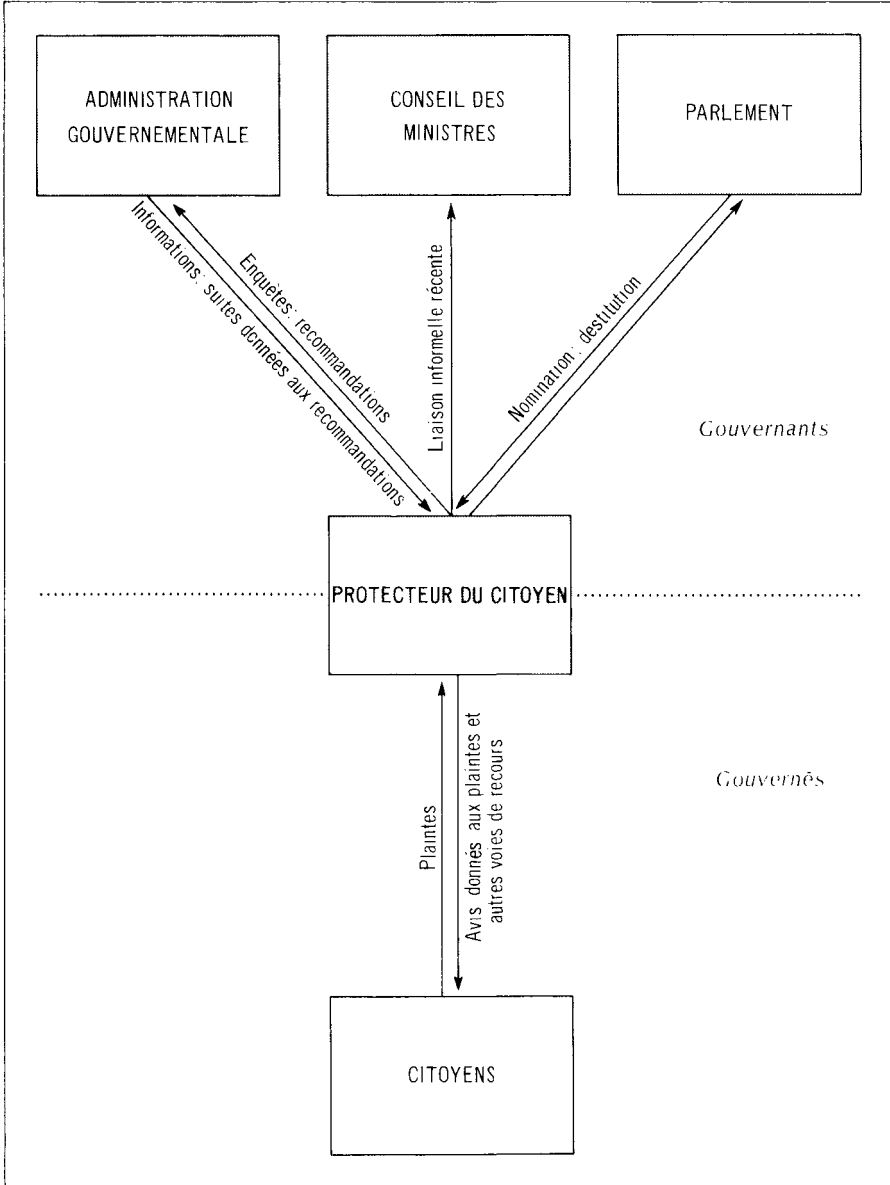 ADMINISTRATION
GOUVERNEMENTALE
CONSEIL DES
MINISTRES
PARLEMENT
Informations: suites données aux recommandations
Enquêtes: recommandations
Liaison informelle récente
Nomination: destitution
Gouvernants
PROTECTEUR DU CITOYEN
Plaintes
Avis donnés aux plaintes et
autres voies de recours
Gouvernés
CITOYENS